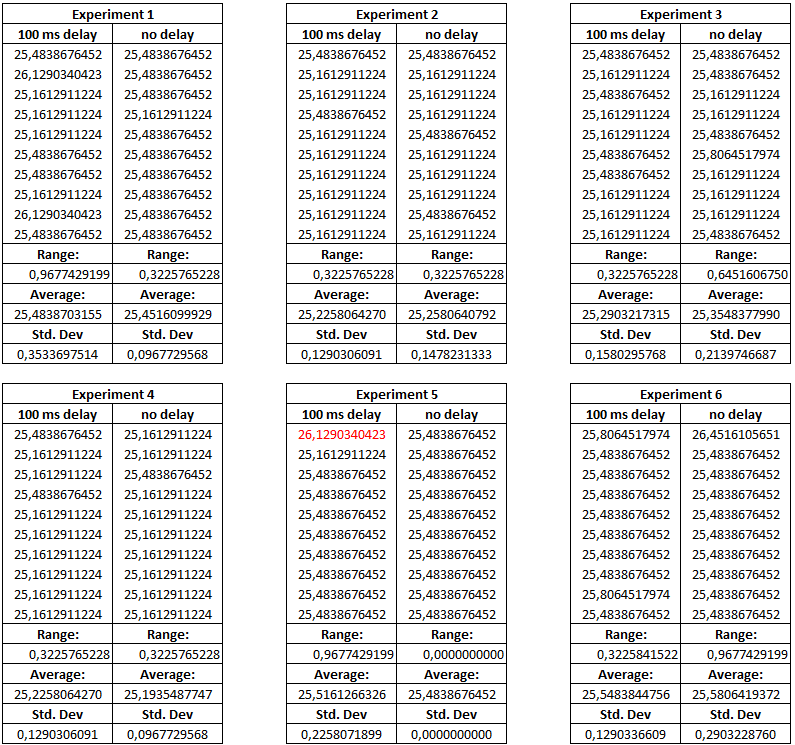 Experiment 1 Experiment 2 Experiment 3
100 ms delay no delay 100 ms delay no delay 100 ms delay no delay
25,4838676452 25,4838676452 25,4838676452 25,4838676452 25,4838676452 25,4838676452
26,1290340423 25,4838676452 25,1612911224 25,1612911224 25,1612911224 25,4838676452
25,1612911224 25,4838676452 25,1612911224 25,1612911224 25,4838676452 25,1612911224
25,1612911224 25,1612911224 25,4838676452 25,1612911224 25,1612911224 25,1612911224
25,1612911224 25,4838676452 25,1612911224 25,4838676452 25,1612911224 25,4838676452
25,4838676452 25,4838676452 25,1612911224 25,1612911224 25,4838676452 25,8064517974
25,4838676452 25,4838676452 25,1612911224 25,1612911224 25,4838676452 25,1612911224
25,1612911224 25,4838676452 25,1612911224 25,1612911224 25,1612911224 25,1612911224
26,1290340423 25,4838676452 25,1612911224 25,4838676452 25,1612911224 25,1612911224
25,4838676452 25,4838676452 25,1612911224 25,1612911224 25,1612911224 25,4838676452
Range: Range: Range: Range: Range: Range:
0,9677429199 0,3225765228 0,3225765228 0,3225765228 0,3225765228 0,6451606750
Average: Average: Average: Average: Average: Average:
25,4838703155 25,4516099929 25,2258064270 25,2580640792 25,2903217315 25,3548377990
Std. Dev Std. Dev Std. Dev Std. Dev Std. Dev Std. Dev
0,3533697514 0,0967729568 0,1290306091 0,1478231333 0,1580295768 0,2139746687
Experiment 4 Experiment 5 Experiment 6
100 ms delay no delay 100 ms delay no delay 100 ms delay no delay
25,4838676452 25,1612911224 26,1290340423 25,4838676452 25,8064517974 26,4516105651
25,1612911224 25,1612911224 25,1612911224 25,4838676452 25,4838676452 25,4838676452
25,1612911224 25,4838676452 25,4838676452 25,4838676452 25,4838676452 25,4838676452
25,4838676452 25,1612911224 25,4838676452 25,4838676452 25,4838676452 25,4838676452
25,1612911224 25,1612911224 25,4838676452 25,4838676452 25,4838676452 25,4838676452
25,1612911224 25,1612911224 25,4838676452 25,4838676452 25,4838676452 25,4838676452
25,1612911224 25,1612911224 25,4838676452 25,4838676452 25,4838676452 25,4838676452
25,1612911224 25,1612911224 25,4838676452 25,4838676452 25,4838676452 25,4838676452
25,1612911224 25,1612911224 25,4838676452 25,4838676452 25,8064517974 25,4838676452
25,1612911224 25,1612911224 25,4838676452 25,4838676452 25,4838676452 25,4838676452
Range: Range: Range: Range: Range: Range:
0,3225765228 0,3225765228 0,9677429199 0,0000000000 0,3225841522 0,9677429199
Average: Average: Average: Average: Average: Average:
25,2258064270 25,1935487747 25,5161266326 25,4838676452 25,5483844756 25,5806419372
Std. Dev Std. Dev Std. Dev Std. Dev Std. Dev Std. Dev
0,1290306091 0,0967729568 0,2258071899 0,0000000000 0,1290336609 0,2903228760